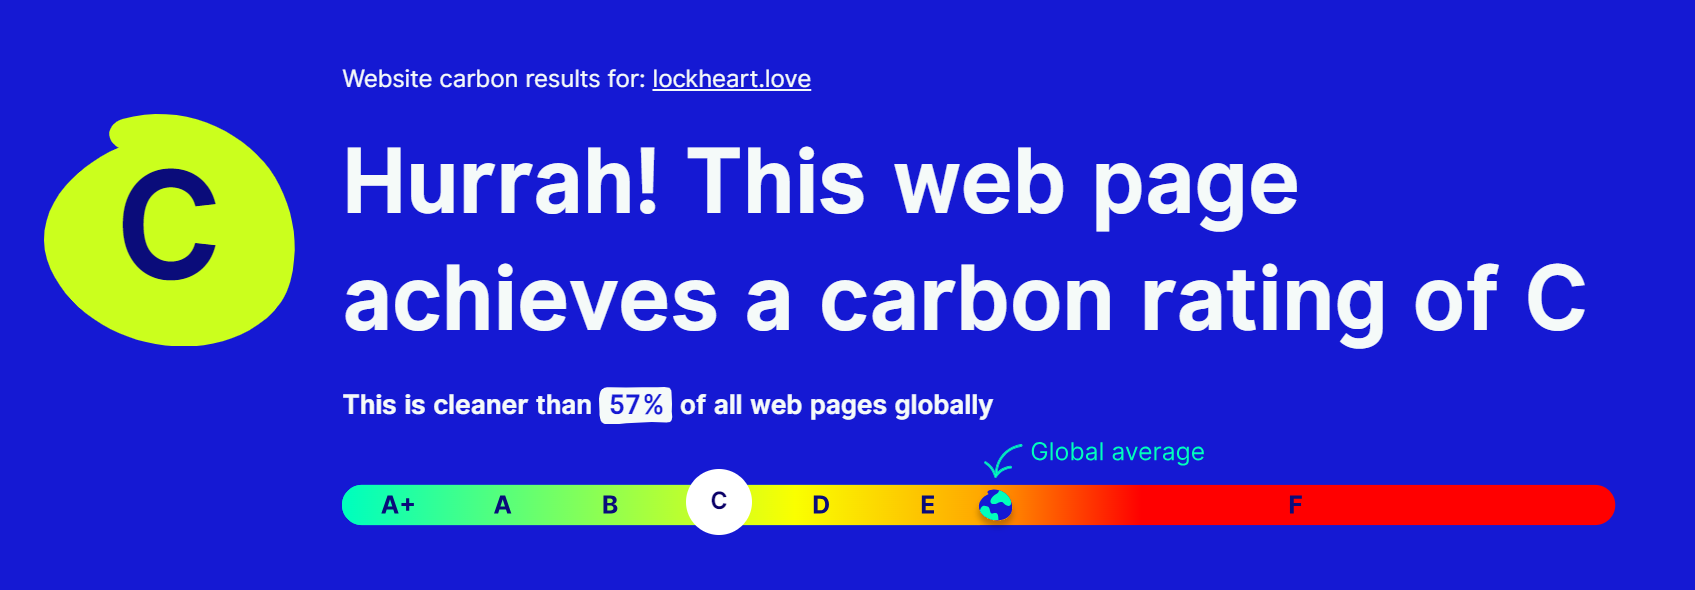 Website carbon results for: lockheart.love
C
Hurrah! This web page
achieves a carbon rating of C
This is cleaner than 57% of all web pages globally
Global average
A+ A B C D E F